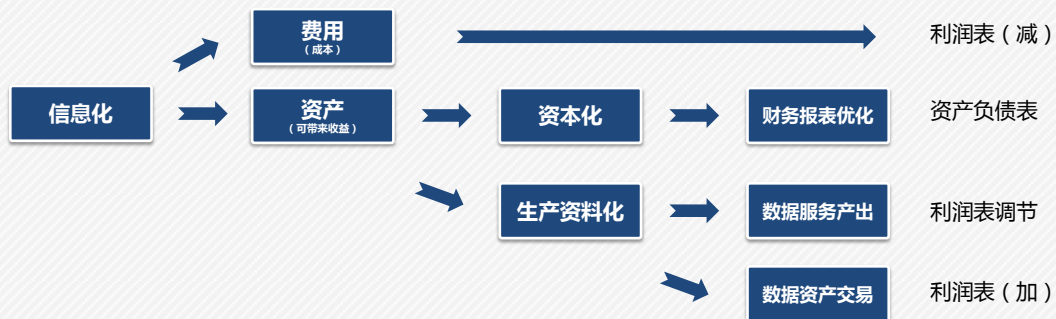 费用
（成本）
利润表（减）
信息化
资产
（可带来收益）
资本化
财务报表优化
资产负债表
生产资料化
数据服务产出
利润表调节
数据资产交易
利润表（加）